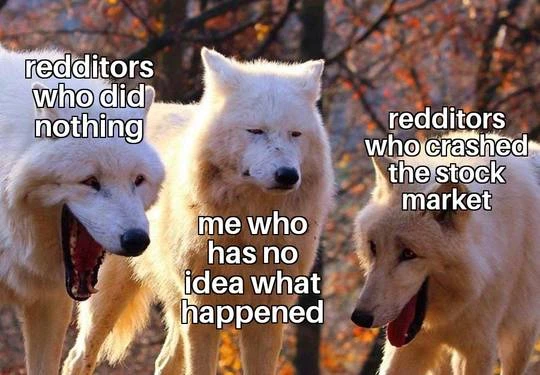 redditors
who did
nothing
me who
has no
idea what
happened
redditors
who crashed
the stock
market